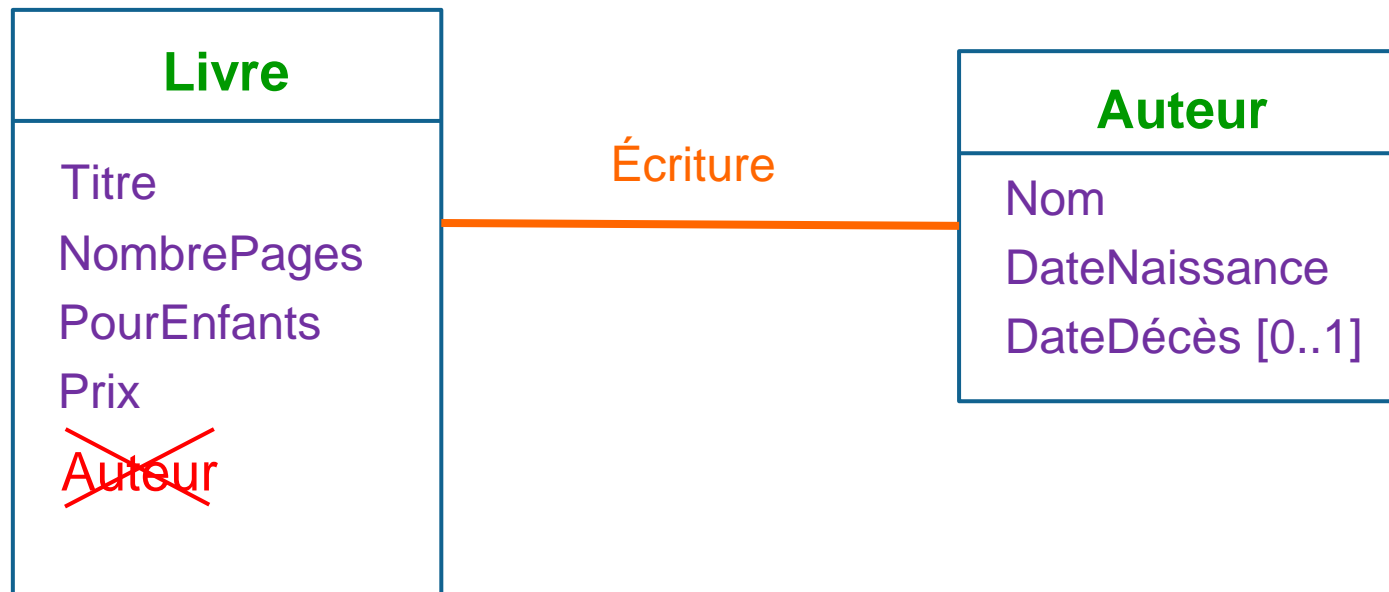 Livre
Titre
NombrePages
PourEnfants
Prix
Auteur
Écriture
Auteur
Nom
DateNaissance
DateDécès [0..1]